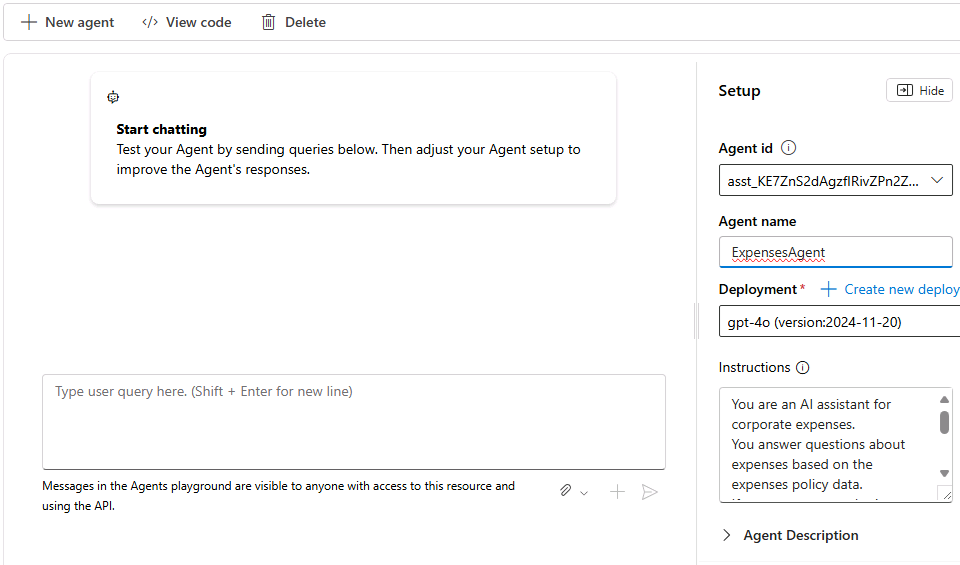 New agent
</> View code
Delete
Start chatting
Test your Agent by sending queries below. Then adjust your Agent setup to
improve the Agent's responses.
Type user query here. (Shift + Enter for new line)
Messages in the Agents playground are visible to anyone with access to this resource and
using the API.
Setup
Hide
Agent id
asst_KE7ZnS2dAgzflRivZPn2Z...
Agent name
ExpensesAgent
Deployment* + Create new deploy
gpt-4o (version:2024-11-20)
Instructions
You are an AI assistant for
corporate expenses.
You answer questions about
expenses based on the
expenses policy data.
Agent Description